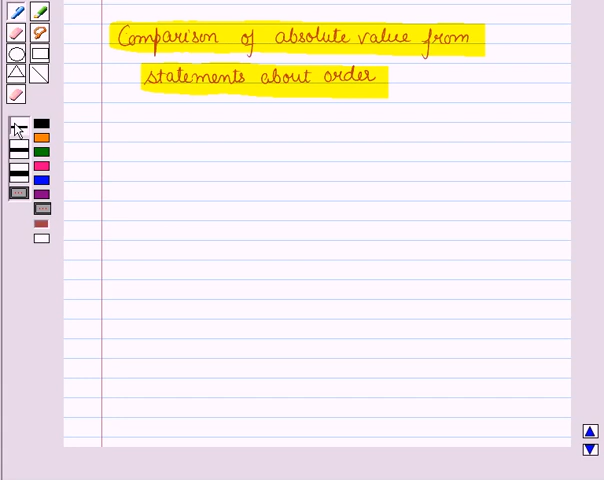 Comparison of absolute value from
statements about order